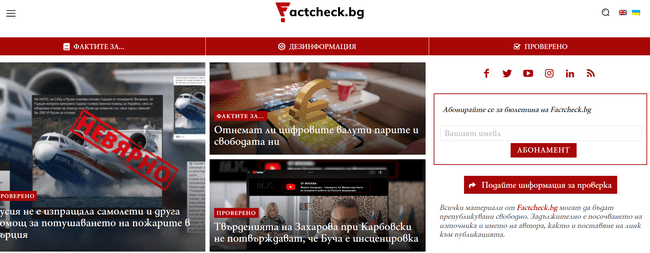 Factcheck.bg
ФАКТИТЕ ЗА...
ДЕЗИНФОРМАЦИЯ
ПРОВЕРЕНО
НЕВЯРНО
ПРОВЕРЕНО
усия не е изпращала самолети и друга
омощ за потушаването на пожарите в
ърция
ФАКТИТЕ ЗА...
Отнемат ли цифровите валути парите и
свободата ни
ПРОВЕРЕНО
Твърденията на Захарова при Карбовски
не потвърждават, че Буча е инсценировка
Абонирайте се за бюлетина на Factcheck.bg
Вашият имейл
АБОНАМЕНТ
Подайте информация за проверка
Всички материали от Factcheck.bg могат да бъдат
препубликувани свободно. Задължително е посочването на
източника и името на автора, както и поставяне на линк
към публикацията.